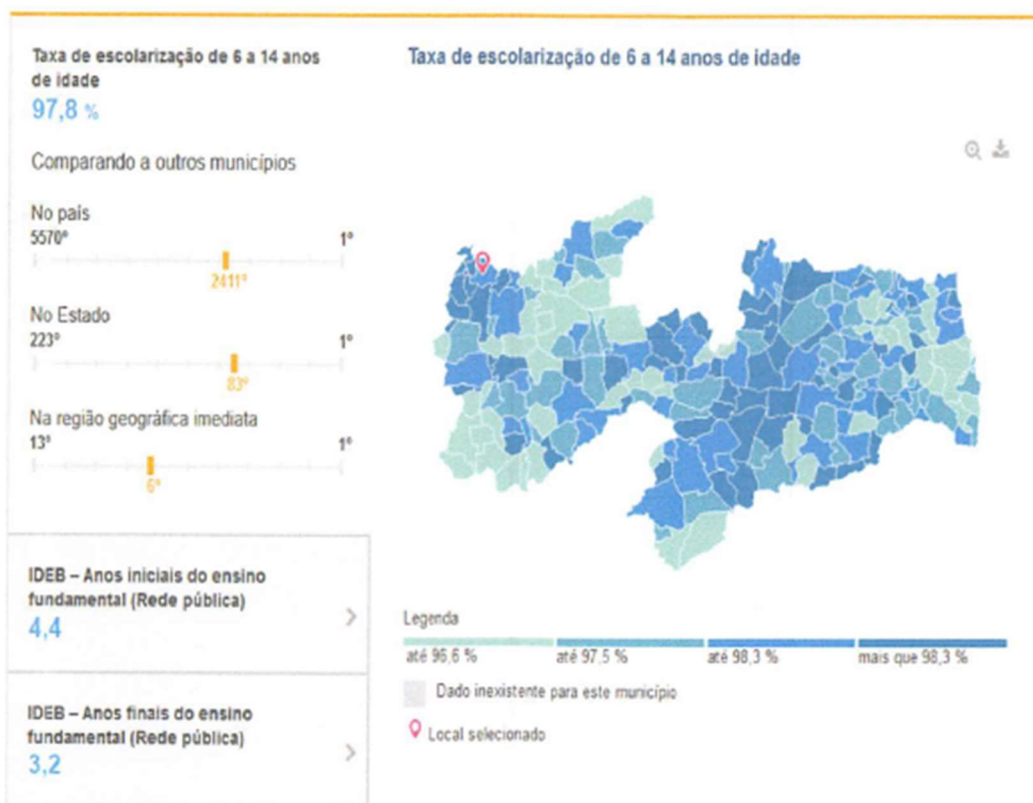 Taxa de escolarização de 6 a 14 anos
de idade
97,8 %
Comparando a outros municípios
No país
5570º
1º
2411º
No Estado
223º
1º
83º
Na região geográfica imediata
13º
1º
6º
IDEB – Anos iniciais do ensino
fundamental (Rede pública)
4,4
IDEB – Anos finais do ensino
fundamental (Rede pública)
3,2
Taxa de escolarização de 6 a 14 anos de idade
Legenda
até 96,6 %
até 97,5 %
até 98,3 %
mais que 98,3 %
Dado inexistente para este município
Local selecionado